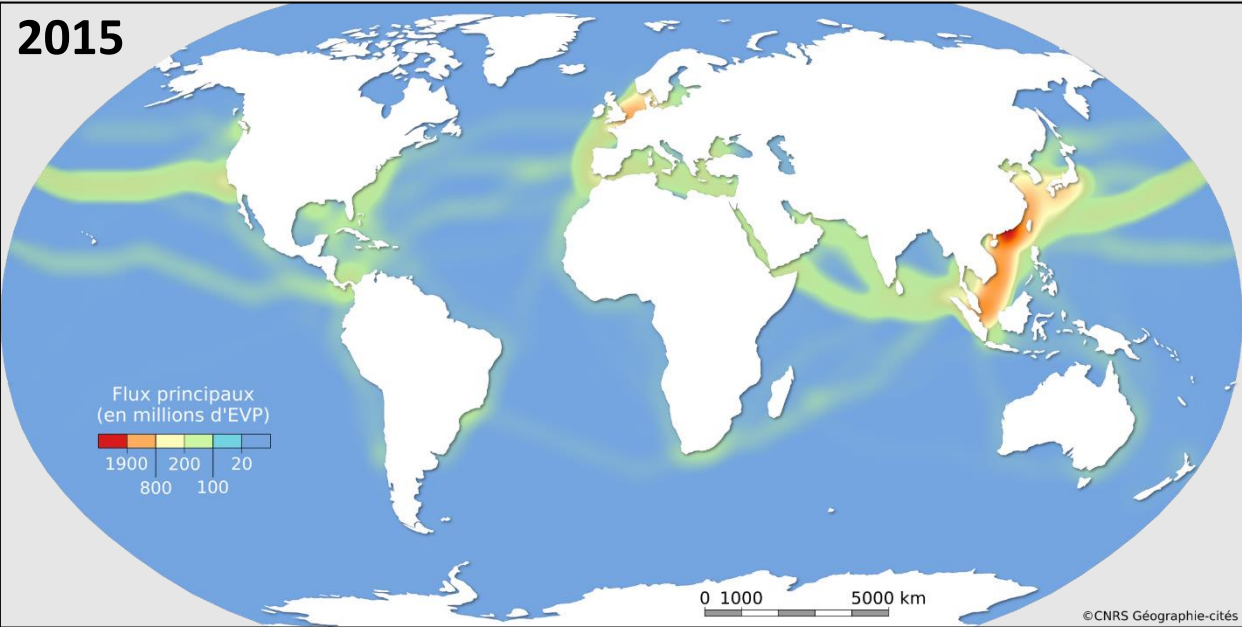 2015
Flux principaux
(en millions d'EVP)
1900 200 20
800 100
0 1000 5000 km
©CNRS Géographie-cités